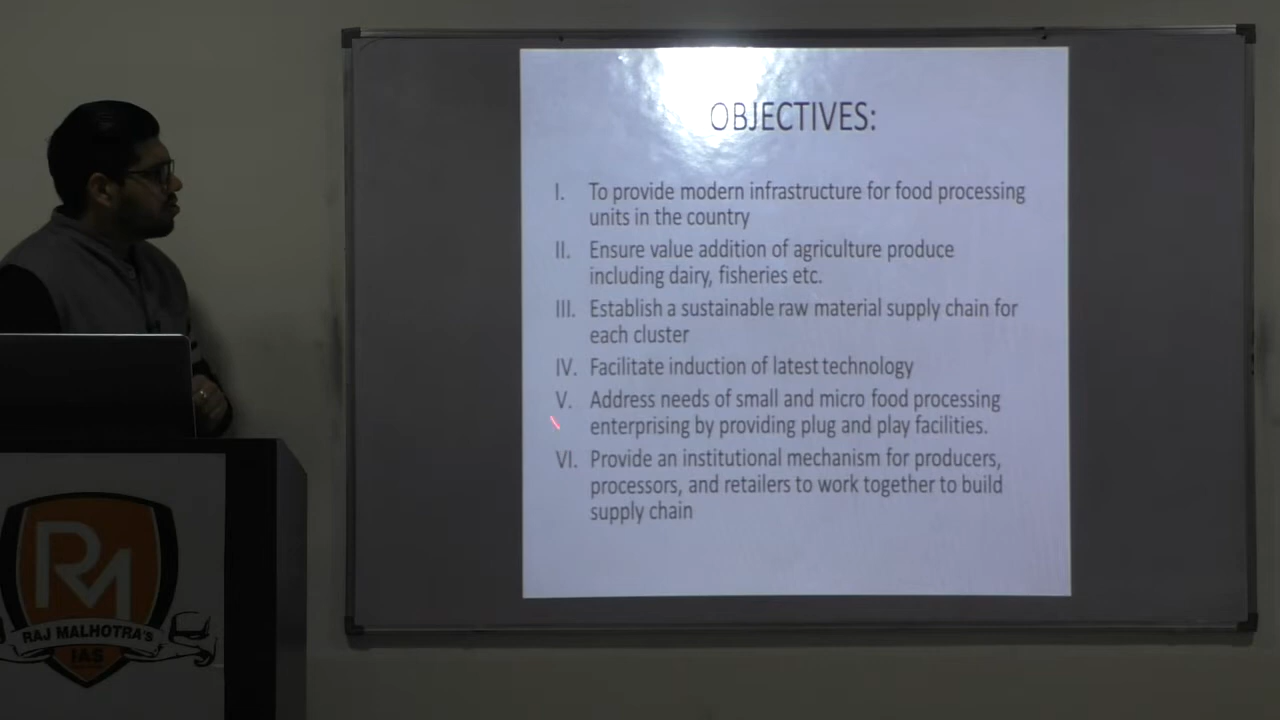 OBJECTIVES:
I. To provide modern infrastructure for food processing
units in the country
II. Ensure value addition of agriculture produce
including dairy, fisheries etc.
III. Establish a sustainable raw material supply chain for
each cluster
IV. Facilitate induction of latest technology
V. Address needs of small and micro food processing
enterprising by providing plug and play facilities.
VI. Provide an institutional mechanism for producers,
processors, and retailers to work together to build
supply chain
RM
RAJ MALHOTRA'S
IAS